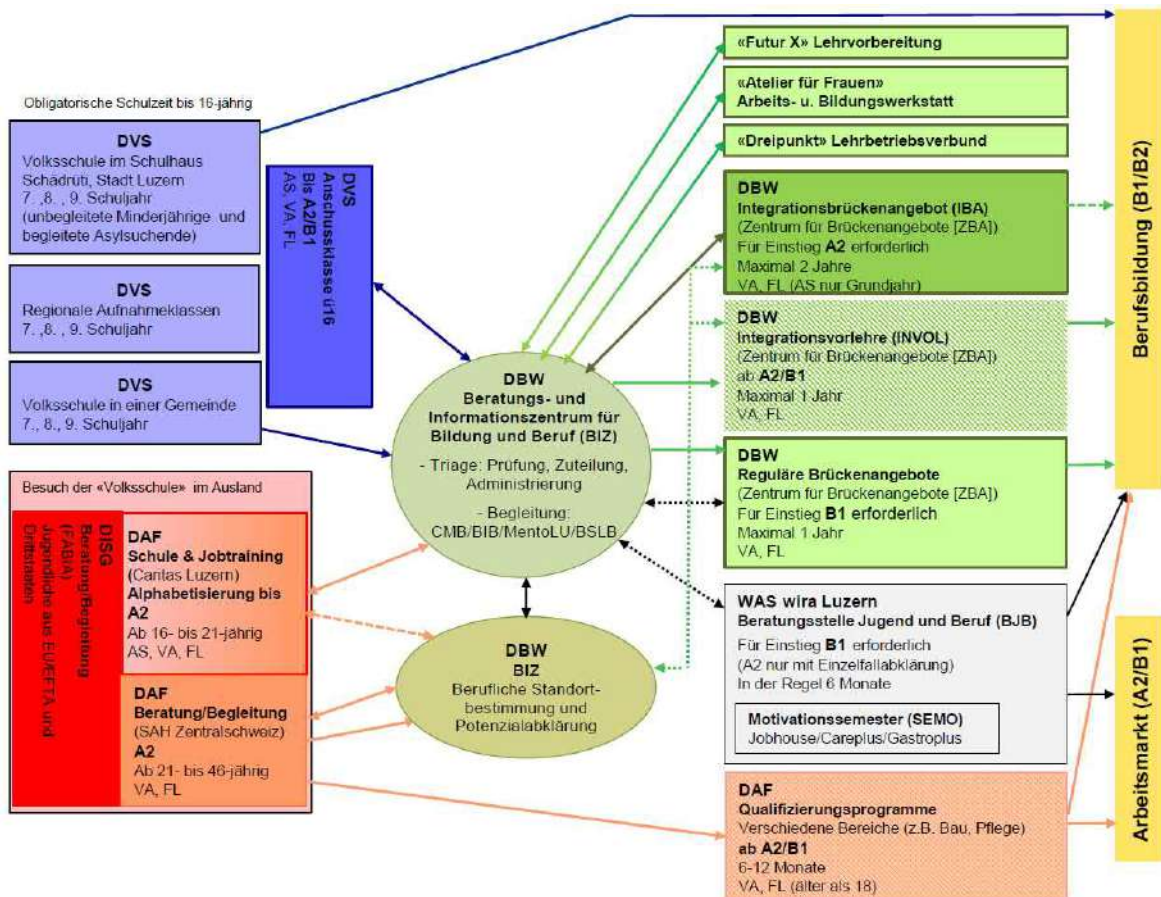 Obligatorische Schulzeit bis 16-jährig
DVS
Volksschule im Schulhaus
Schädrüti, Stadt Luzern
7. ,8. , 9. Schuljahr
(unbegleitete Minderjährige und
begleitete Asylsuchende)
DVS
Regionale Aufnahmeklassen
7. ,8. , 9. Schuljahr
DVS
Volksschule in einer Gemeinde
7., 8., 9. Schuljahr
DVS
Anschussklasse ü16
Bis A2/B1
AS, VA, FL
Besuch der «Volksschule» im Ausland
DISG
Beratung/Begleitung
(FABIA)
Jugendliche aus EU/EFTA und
Drittstaaten
DAF
Schule & Jobtraining
(Caritas Luzern)
Alphabetisierung bis
A2
Ab 16- bis 21-jährig
AS, VA, FL
DAF
Beratung/Begleitung
(SAH Zentralschweiz)
A2
Ab 21- bis 46-jährig
VA, FL
DBW
Beratungs- und
Informationszentrum für
Bildung und Beruf (BIZ)
- Triage: Prüfung, Zuteilung,
Administrierung
- Begleitung:
CMB/BIB/MentoLU/BSLB
DBW
BIZ
Berufliche Standort-
bestimmung und
Potenzialabklärung
«Futur X» Lehrvorbereitung
«Atelier für Frauen»
Arbeits- u. Bildungswerkstatt
«Dreipunkt» Lehrbetriebsverbund
DBW
Integrationsbrückenangebot (IBA)
(Zentrum für Brückenangebote [ZBA])
Für Einstieg A2 erforderlich
Maximal 2 Jahre
VA, FL (AS nur Grundjahr)
DBW
Integrationsvorlehre (INVOL)
(Zentrum für Brückenangebote [ZBA])
ab A2/B1
Maximal 1 Jahr
VA, FL
DBW
Reguläre Brückenangebote
(Zentrum für Brückenangebote [ZBA])
Für Einstieg B1 erforderlich
Maximal 1 Jahr
VA, FL
WAS wira Luzern
Beratungsstelle Jugend und Beruf (BJB)
Für Einstieg B1 erforderlich
(A2 nur mit Einzelfallabklärung)
In der Regel 6 Monate
Motivationssemester (SEMO)
Jobhouse/Careplus/Gastroplus
DAF
Qualifizierungsprogramme
Verschiedene Bereiche (z.B. Bau, Pflege)
ab A2/B1
6-12 Monate
VA, FL (älter als 18)
Berufsbildung (B1/B2)
Arbeitsmarkt (A2/B1)